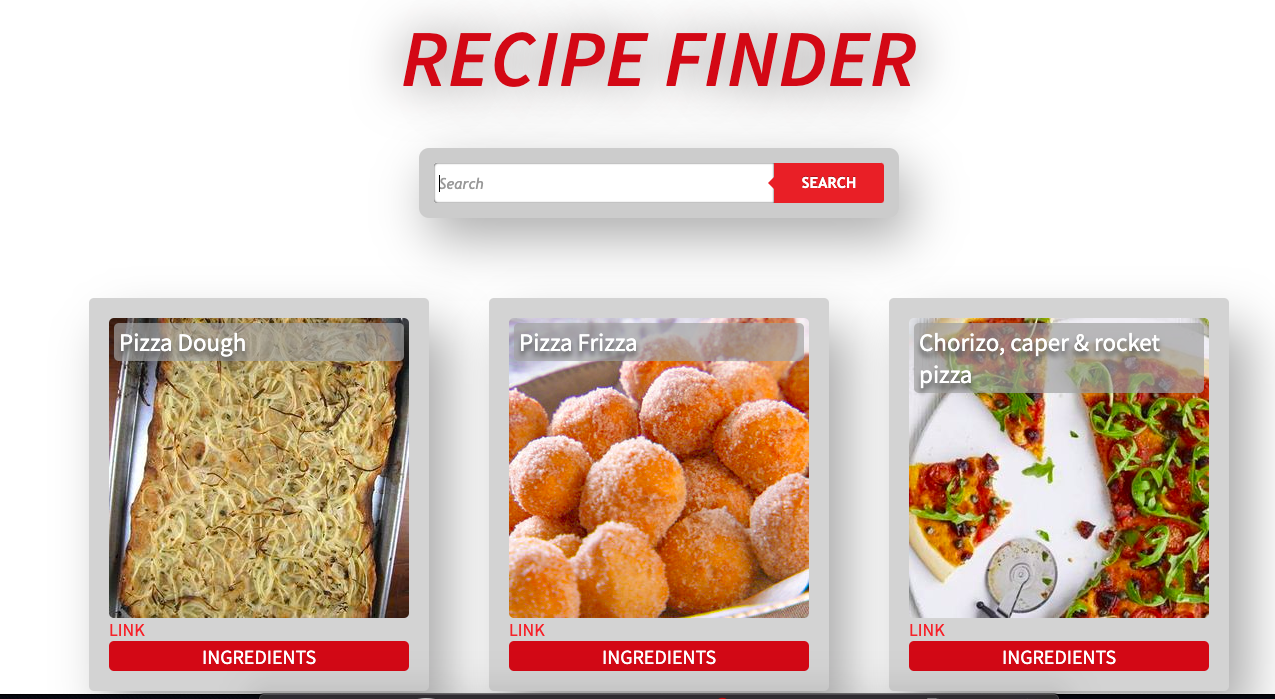 RECIPE FINDER
Search
SEARCH
Pizza Dough
Pizza Frizza
Chorizo, caper & rocket
pizza
LINK
LINK
LINK
INGREDIENTS
INGREDIENTS
INGREDIENTS